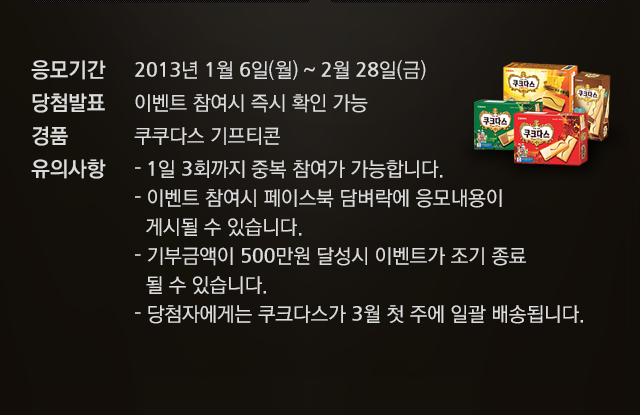 응모기간 2013년 1월 6일(월) ~ 2월 28일(금)
당첨발표 이벤트 참여시 즉시 확인 가능
경품 쿠쿠다스 기프티콘
유의사항 - 1일 3회까지 중복 참여가 가능합니다.
- 이벤트 참여시 페이스북 담벼락에 응모내용이
게시될 수 있습니다.
- 기부금액이 500만원 달성시 이벤트가 조기 종료
될 수 있습니다.
- 당첨자에게는 쿠크다스가 3월 첫 주에 일괄 배송됩니다.
쿠크다스
쿠크다스
쿠크다스